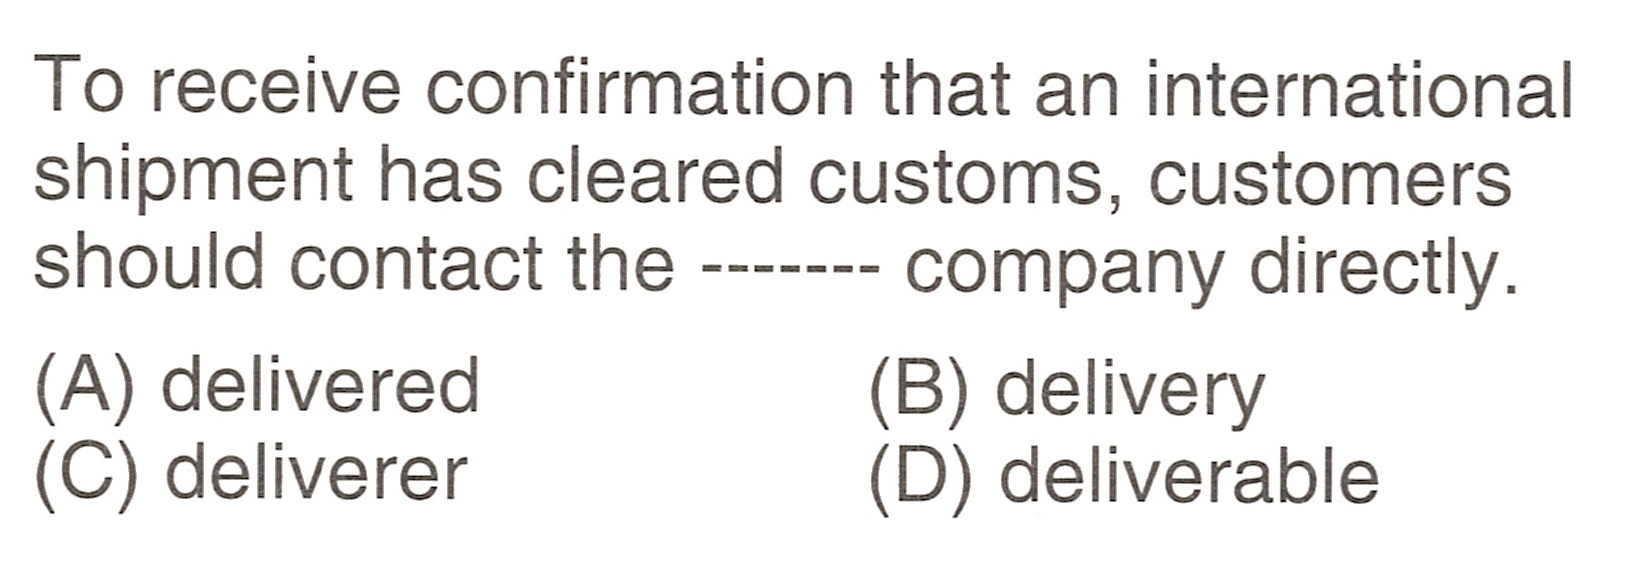 To receive confirmation that an international
shipment has cleared customs, customers
should contact the ------- company directly.
(A) delivered (B) delivery
(C) deliverer (D) deliverable